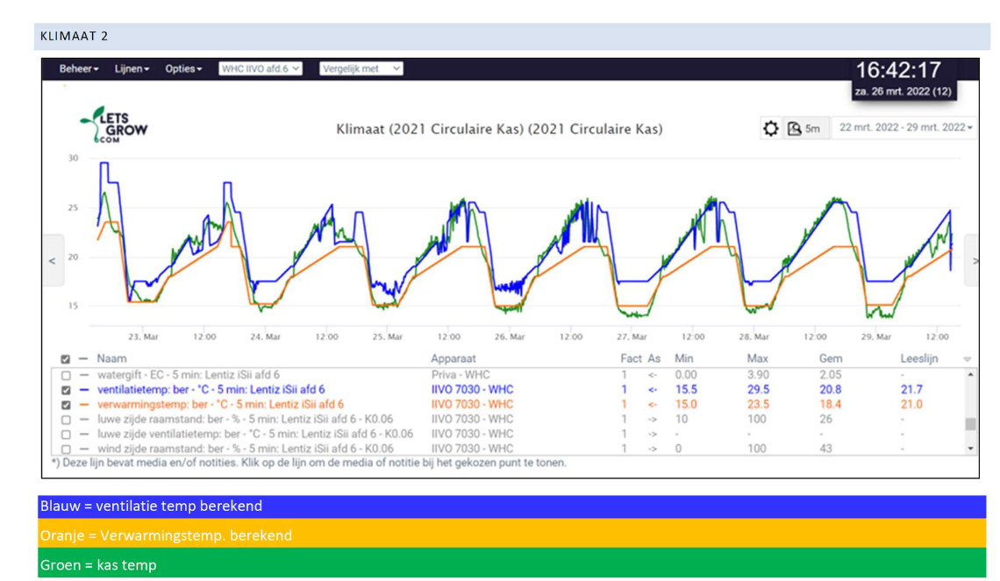 KLIMAAT 2
Beheer Lijnen Opties WHC IIVO afd.6 Vergelijk met
16:42:17
za. 26 mrt. 2022 (12)
LETS
GROW
.COM
Klimaat (2021 Circulaire Kas) (2021 Circulaire Kas)
5m 22 mrt. 2022 - 29 mrt. 2022
30
25
20
15
< >
23. Mar 12:00 24. Mar 12:00 25. Mar 12:00 26. Mar 12:00 27. Mar 12:00 28. Mar 12:00 29. Mar 12:00
Naam Apparaat Fact As Min Max Gem Leeslijn
watergift - EC - 5 min: Lentiz iSii afd 6 Priva - WHC 1 <- 0.00 3.90 2.05 -
ventilatietemp: ber - °C - 5 min: Lentiz iSii afd 6 IIVO 7030 - WHC 1 <- 15.5 29.5 20.8 21.7
verwarmingstemp: ber - °C - 5 min: Lentiz iSii afd 6 IIVO 7030 - WHC 1 <- 15.0 23.5 18.4 21.0
luwe zijde raamstand: ber - % - 5 min: Lentiz iSii afd 6 - K0.06 IIVO 7030 - WHC 1 -> 10 100 26 -
luwe zijde ventilatietemp: ber - °C - 5 min: Lentiz iSii afd 6 - K0.06 IIVO 7030 - WHC 1 -> - - - -
wind zijde raamstand: ber - % - 5 min: Lentiz iSii afd 6 - K0.06 IIVO 7030 - WHC 1 -> 0 100 43 -
*) Deze lijn bevat media en/of notities. Klik op de lijn om de media of notitie bij het gekozen punt te tonen.
Blauw = ventilatie temp berekend
Oranje = Verwarmingstemp. berekend
Groen = kas temp